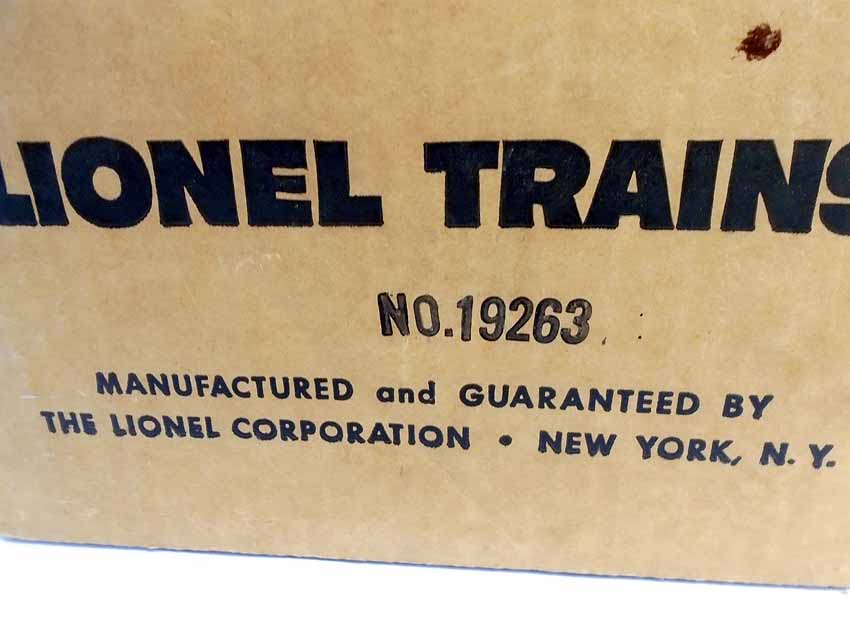 LIONEL TRAINS
NO.19263
MANUFACTURED and GUARANTEED BY
THE LIONEL CORPORATION • NEW YORK, N. Y.